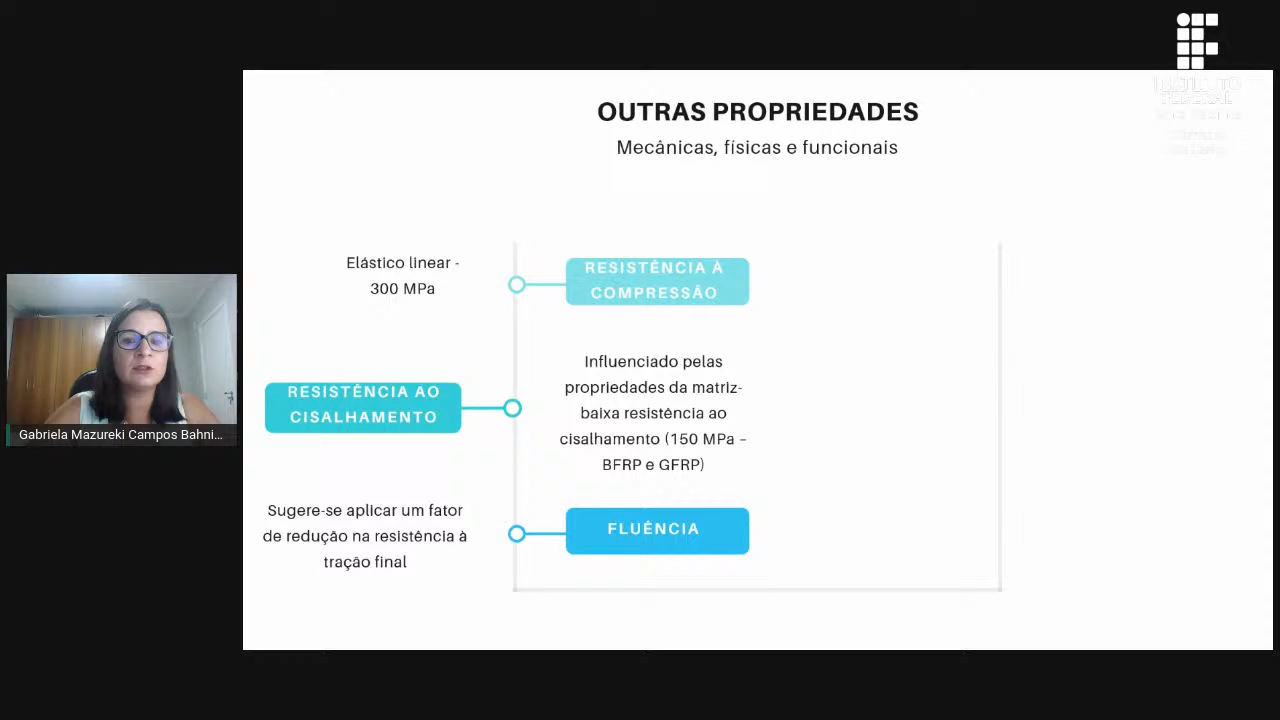 OUTRAS PROPRIEDADES
Mecânicas, físicas e funcionais
Elástico linear -
300 MPa
RESISTÊNCIA À
COMPRESSÃO
RESISTÊNCIA AO
CISALHAMENTO
Influenciado pelas
propriedades da matriz-
baixa resistência ao
cisalhamento (150 MPa –
BFRP e GFRP)
Sugere-se aplicar um fator
de redução na resistência à
tração final
FLUÊNCIA
Gabriela Mazureki Campos Bahni...
INSTITUTO
FEDERAL